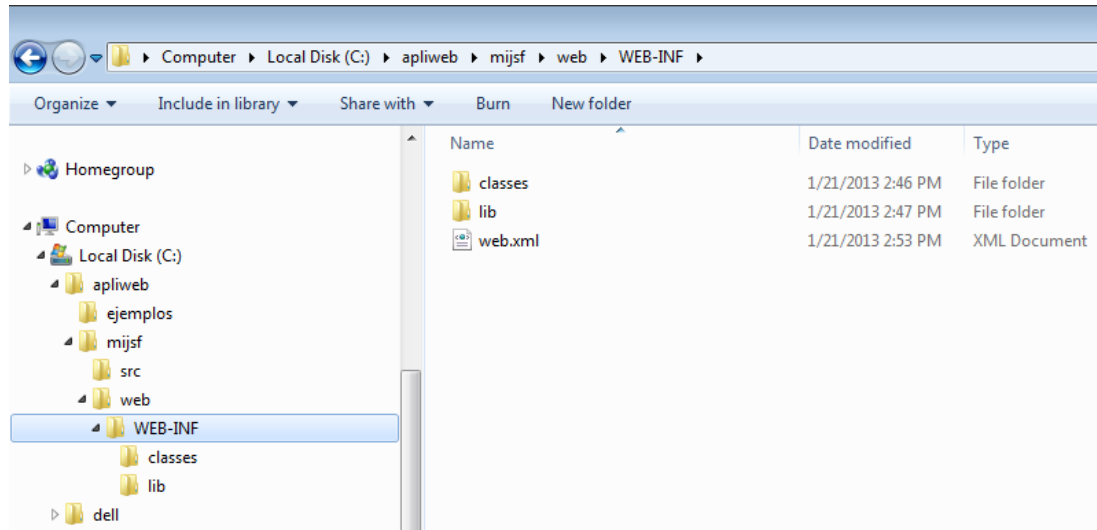 Computer Local Disk (C:) apliweb mijsf web WEB-INF
Organize Include in library Share with Burn New folder
Homegroup
Computer
Local Disk (C:)
apliweb
ejemplos
mijsf
src
web
WEB-INF
classes
lib
dell
Name Date modified Type
classes 1/21/2013 2:46 PM File folder
lib 1/21/2013 2:47 PM File folder
web.xml 1/21/2013 2:53 PM XML Document